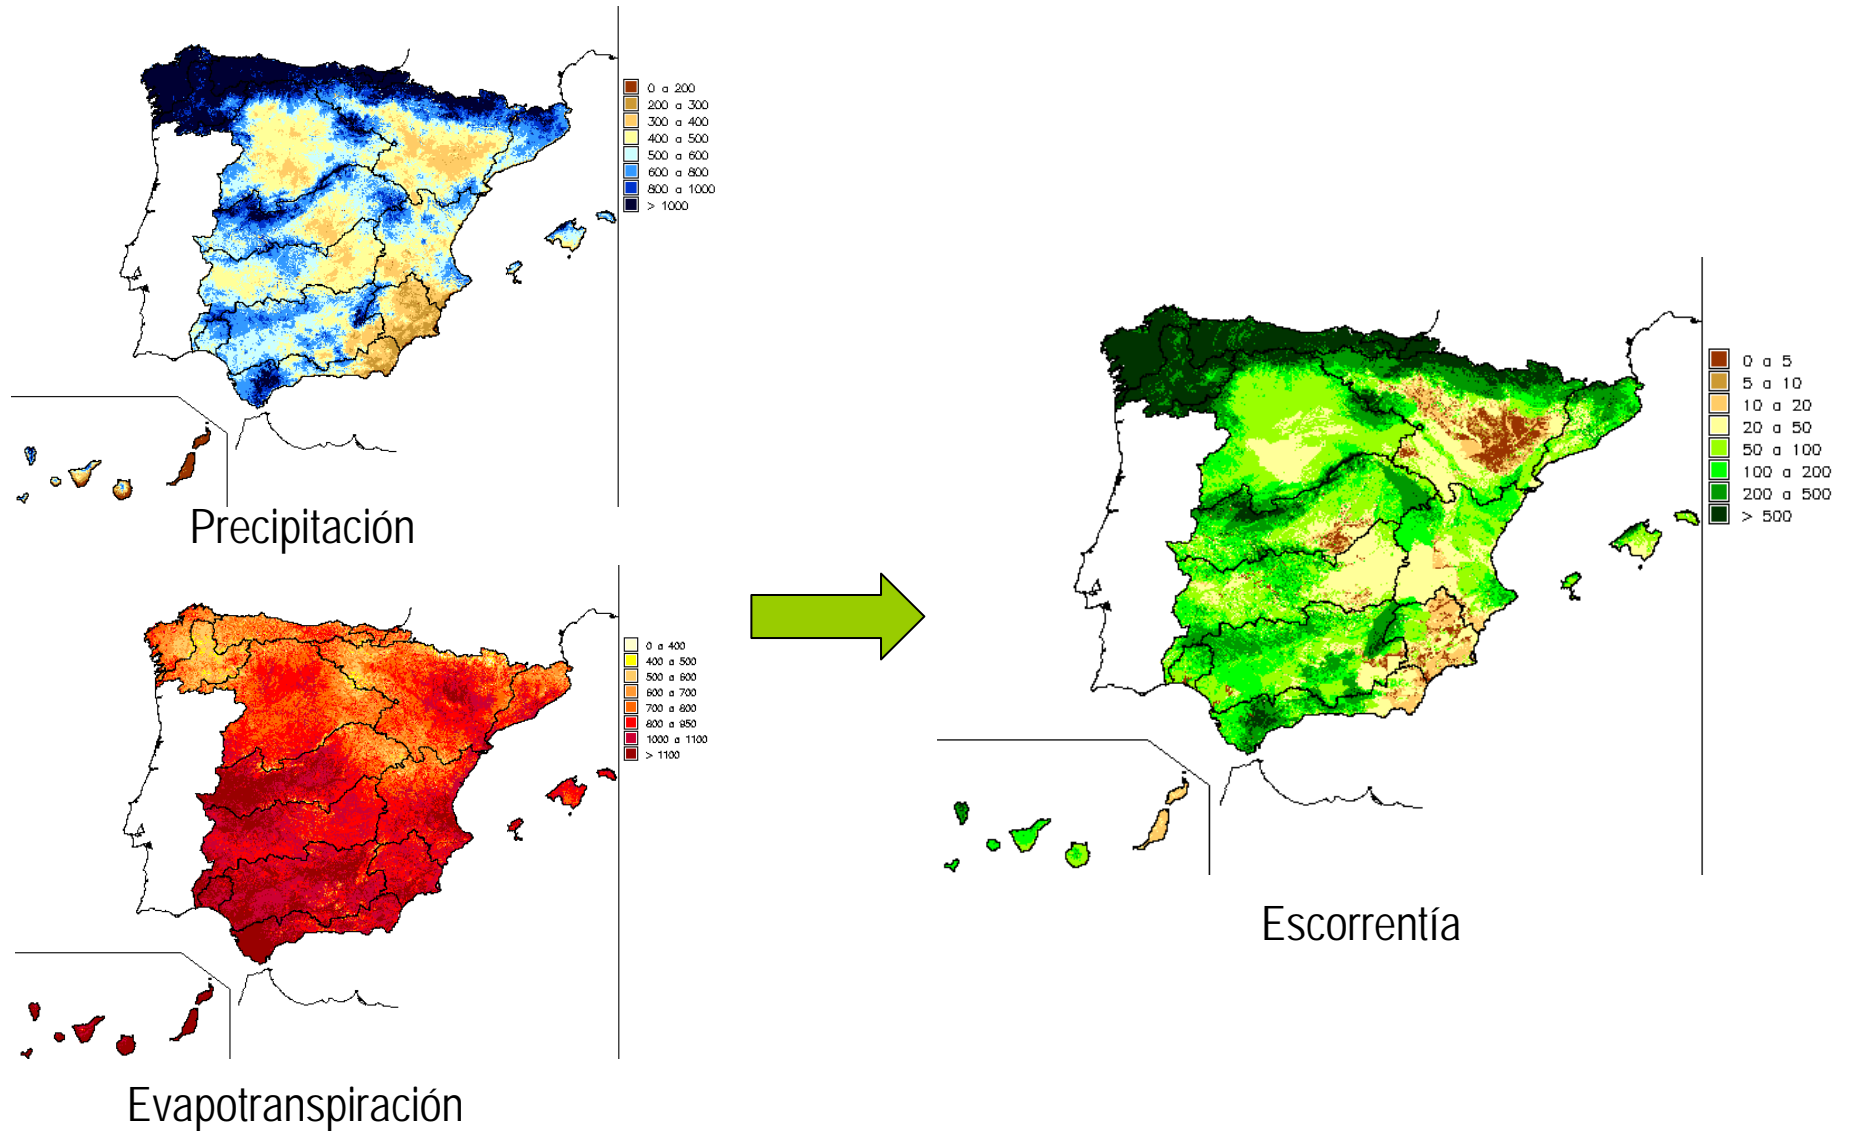 0 a 200
200 a 300
300 a 400
400 a 500
500 a 600
600 a 800
800 a 1000
> 1000
Precipitación
0 a 400
400 a 500
500 a 600
600 a 700
700 a 800
800 a 950
1000 a 1100
> 1100
Evapotranspiración
0 a 5
5 a 10
10 a 20
20 a 50
50 a 100
100 a 200
200 a 500
> 500
Escorrentía